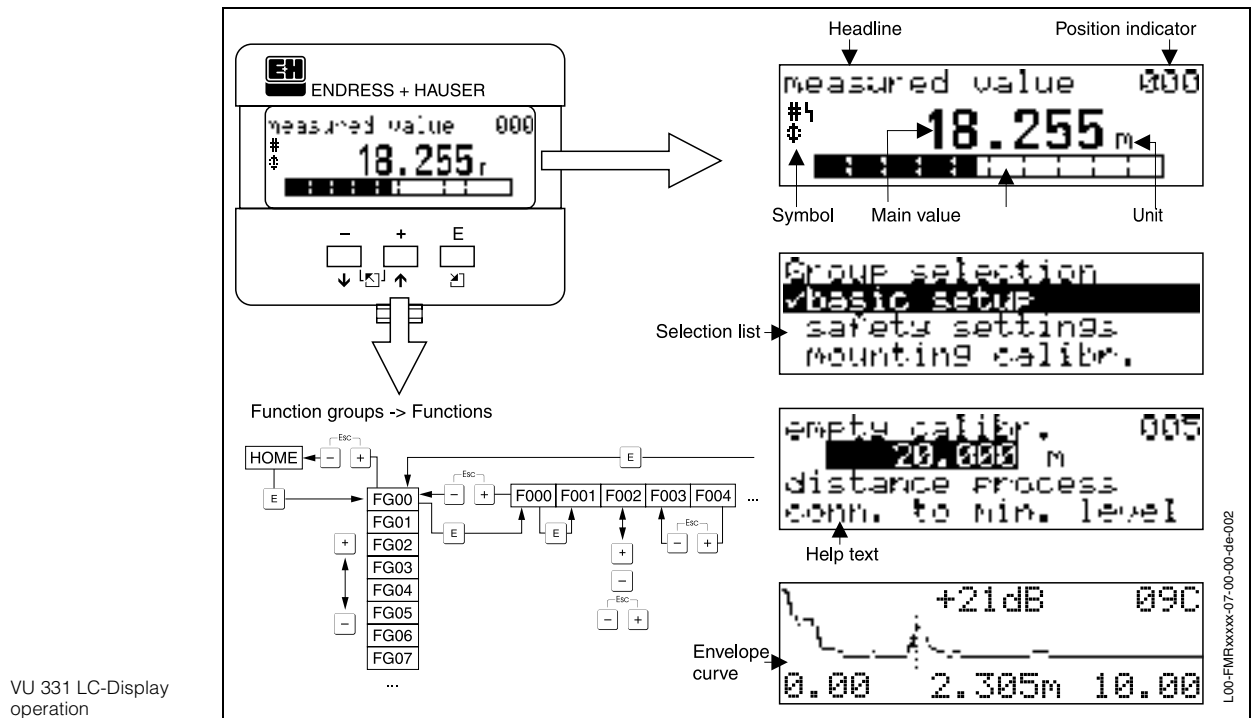 Headline
Position indicator
E+H
ENDRESS + HAUSER
measured value 000
18.255
- + E
measured value 000
18.255 m
Symbol
Main value
Unit
Group selection
✓basic setup
safety settings
mounting calibr.
Selection list
empty calibr. 005
20.000 m
distance process
conn. to min. level
Help text
+21dB 09C
0.00 2.305m 10.00
Envelope
curve
Function groups -> Functions
Esc
HOME - +
E
E
Esc
- +
FG00
FG01
FG02
FG03
FG04
FG05
FG06
FG07
...
+
-
E
F000 F001 F002 F003 F004 ...
E
+
-
Esc
- +
Esc
- +
L00-FMRxxxxx-07-00-00-de-002
VU 331 LC-Display
operation